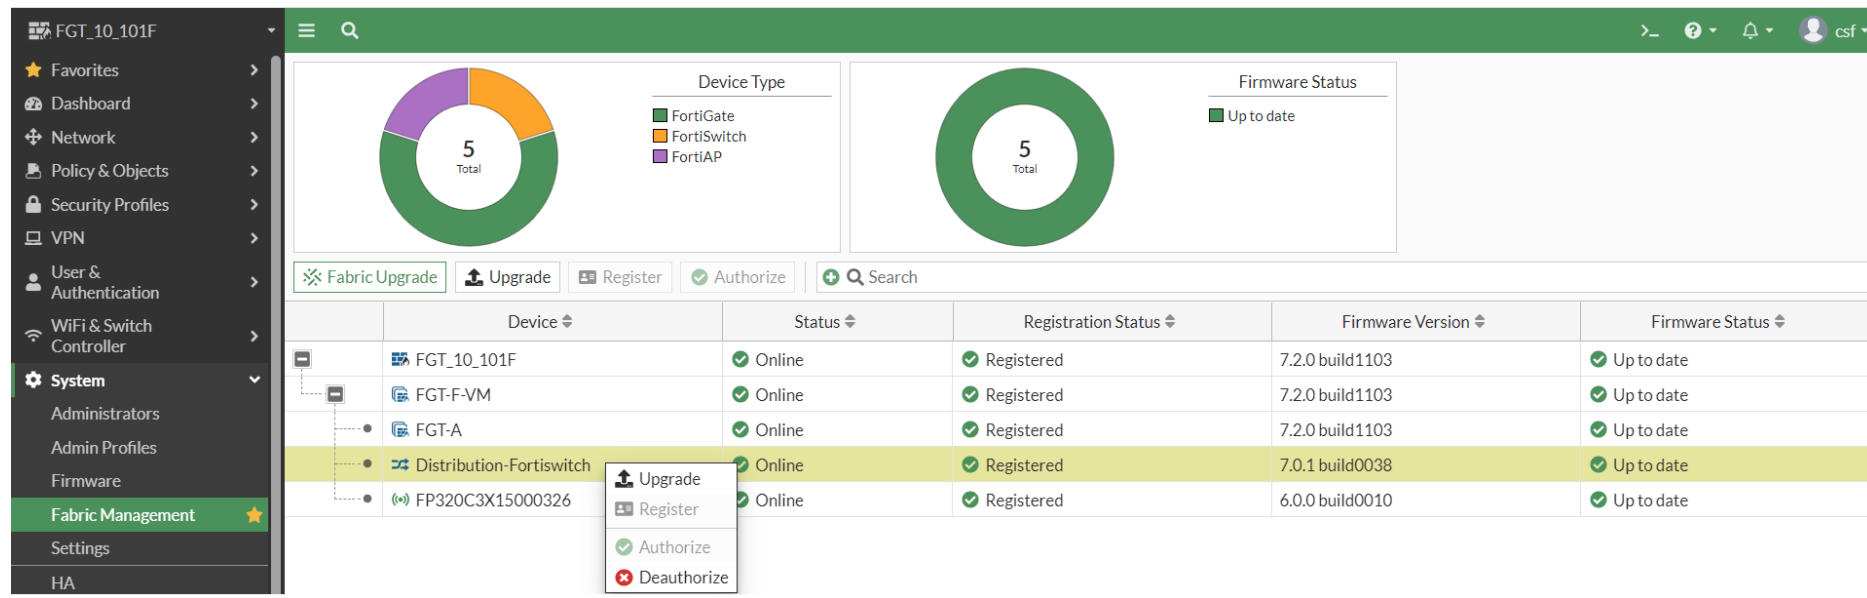 FGT_10_101F
csf
Favorites
Dashboard
Network
Policy & Objects
Security Profiles
VPN
User &
Authentication
WiFi & Switch
Controller
System
Administrators
Admin Profiles
Firmware
Fabric Management
Settings
HA
5
Total
Device Type
FortiGate
FortiSwitch
FortiAP
5
Total
Firmware Status
Up to date
Fabric Upgrade Upgrade Register Authorize Search
Device Status Registration Status Firmware Version Firmware Status
FGT_10_101F Online Registered 7.2.0 build1103 Up to date
FGT-F-VM Online Registered 7.2.0 build1103 Up to date
FGT-A Online Registered 7.2.0 build1103 Up to date
Distribution-Fortiswitch Online Registered 7.0.1 build0038 Up to date
FP320C3X15000326 Online Registered 6.0.0 build0010 Up to date
Upgrade
Register
Authorize
Deauthorize